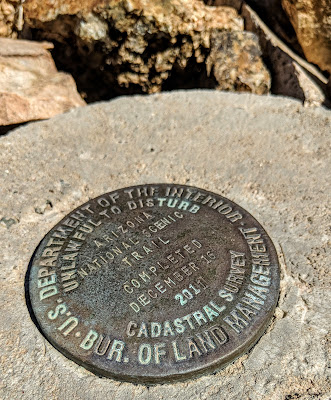 DEPARTMENT OF THE INTERIOR
UNLAWFUL TO DISTURB
ARIZONA
NATIONAL SCENIC
TRAIL
COMPLETED
DECEMBER 16
2011
CADASTRAL SURVEY
U.S. BUR. OF LAND MANAGEMENT